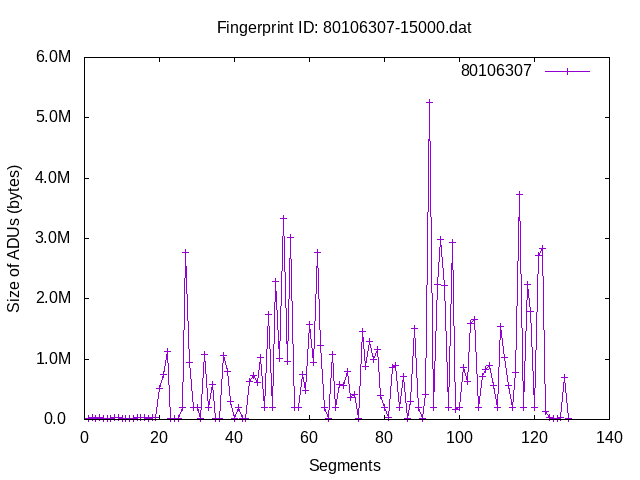 Fingerprint ID: 80106307-15000.dat
6.0M
80106307
5.0M
4.0M
3.0M
2.0M
1.0M
0.0
Size of ADUs (bytes)
0 20 40 60 80 100 120 140
Segments